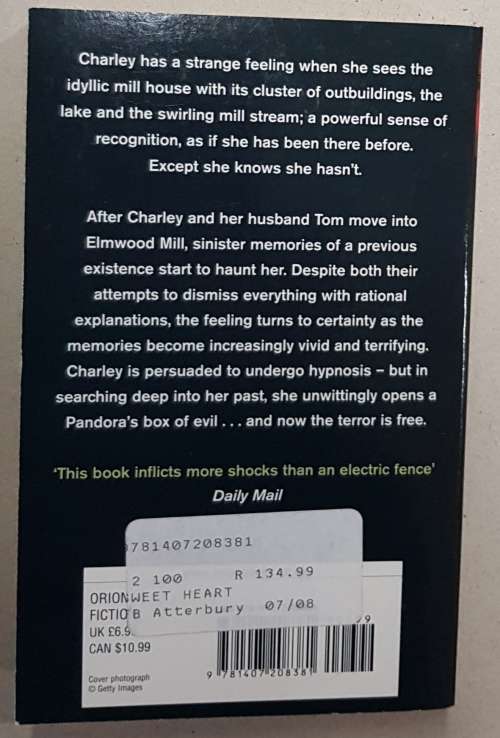 Charley has a strange feeling when she sees the
idyllic mill house with its cluster of outbuildings, the
lake and the swirling mill stream; a powerful sense of
recognition, as if she has been there before.
Except she knows she hasn't.
After Charley and her husband Tom move into
Elmwood Mill, sinister memories of a previous
existence start to haunt her. Despite both their
attempts to dismiss everything with rational
explanations, the feeling turns to certainty as the
memories become increasingly vivid and terrifying.
Charley is persuaded to undergo hypnosis – but in
searching deep into her past, she unwittingly opens a
Pandora's box of evil . . . and now the terror is free.
'This book inflicts more shocks than an electric fence'
Daily Mail
781407208381
2 100 R 134.99
WEET HEART
B Atterbury 07/08
ORION
FICTIO
UK £6.9
CAN $10.99
Cover photograph
© Getty Images
9 781407 208381